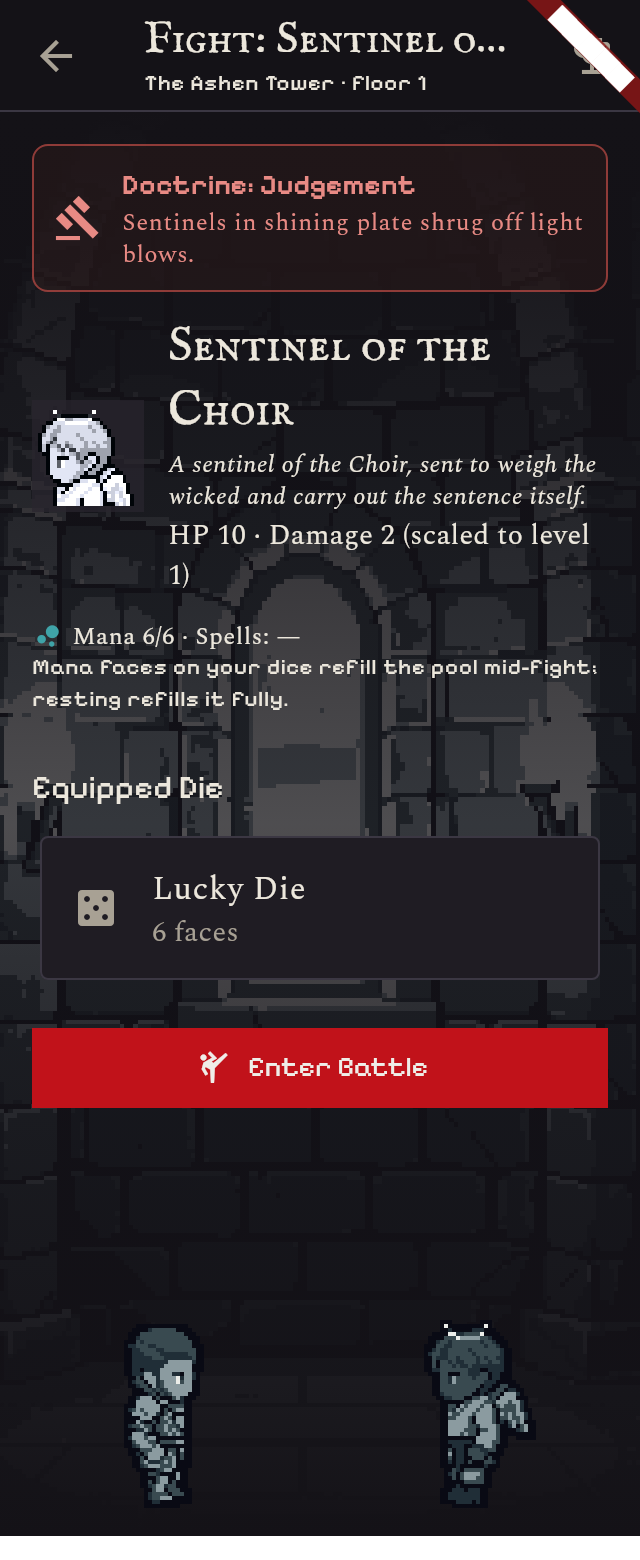 Fight: Sentinel o...
The Ashen Tower · Floor 1
Doctrine: Judgement
Sentinels in shining plate shrug off light
blows.
Sentinel of the
Choir
A sentinel of the Choir, sent to weigh the
wicked and carry out the sentence itself.
HP 10 · Damage 2 (scaled to level
1)
Mana 6/6 · Spells: —
Mana faces on your dice refill the pool mid-fight;
resting refills it fully.
Equipped Die
Lucky Die
6 faces
Enter Battle